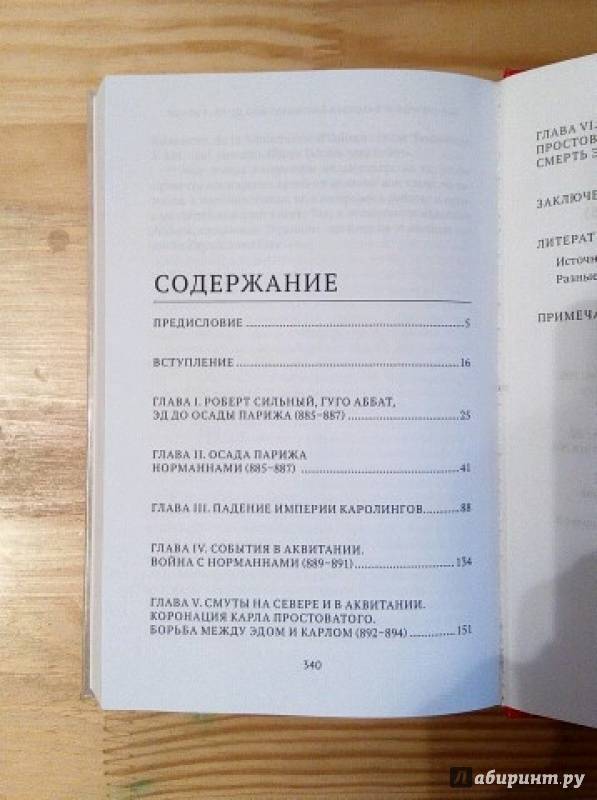 СОДЕРЖАНИЕ
ПРЕДИСЛОВИЕ 5
ВСТУПЛЕНИЕ 16
ГЛАВА I. РОБЕРТ СИЛЬНЫЙ, ГУГО АББАТ,
ЭД ДО ОСАДЫ ПАРИЖА (885–887) 25
ГЛАВА II. ОСАДА ПАРИЖА
НОРМАННАМИ (885–887) 41
ГЛАВА III. ПАДЕНИЕ ИМПЕРИИ КАРОЛИНГОВ 88
ГЛАВА IV. СОБЫТИЯ В АКВИТАНИИ.
ВОЙНА С НОРМАННАМИ (889–891) 134
ГЛАВА V. СМУТЫ НА СЕВЕРЕ И В АКВИТАНИИ.
КОРОНАЦИЯ КАРЛА ПРОСТОВАТОГО.
БОРЬБА МЕЖДУ ЭДОМ И КАРЛОМ (892–894) 151
340
ГЛАВА VI.
ПРОСТОВ
СМЕРТЬ Э
ЗАКЛЮЧЕ
ЛИТЕРАТ
Источн
Разные
ПРИМЕЧА
Лабиринт.ру